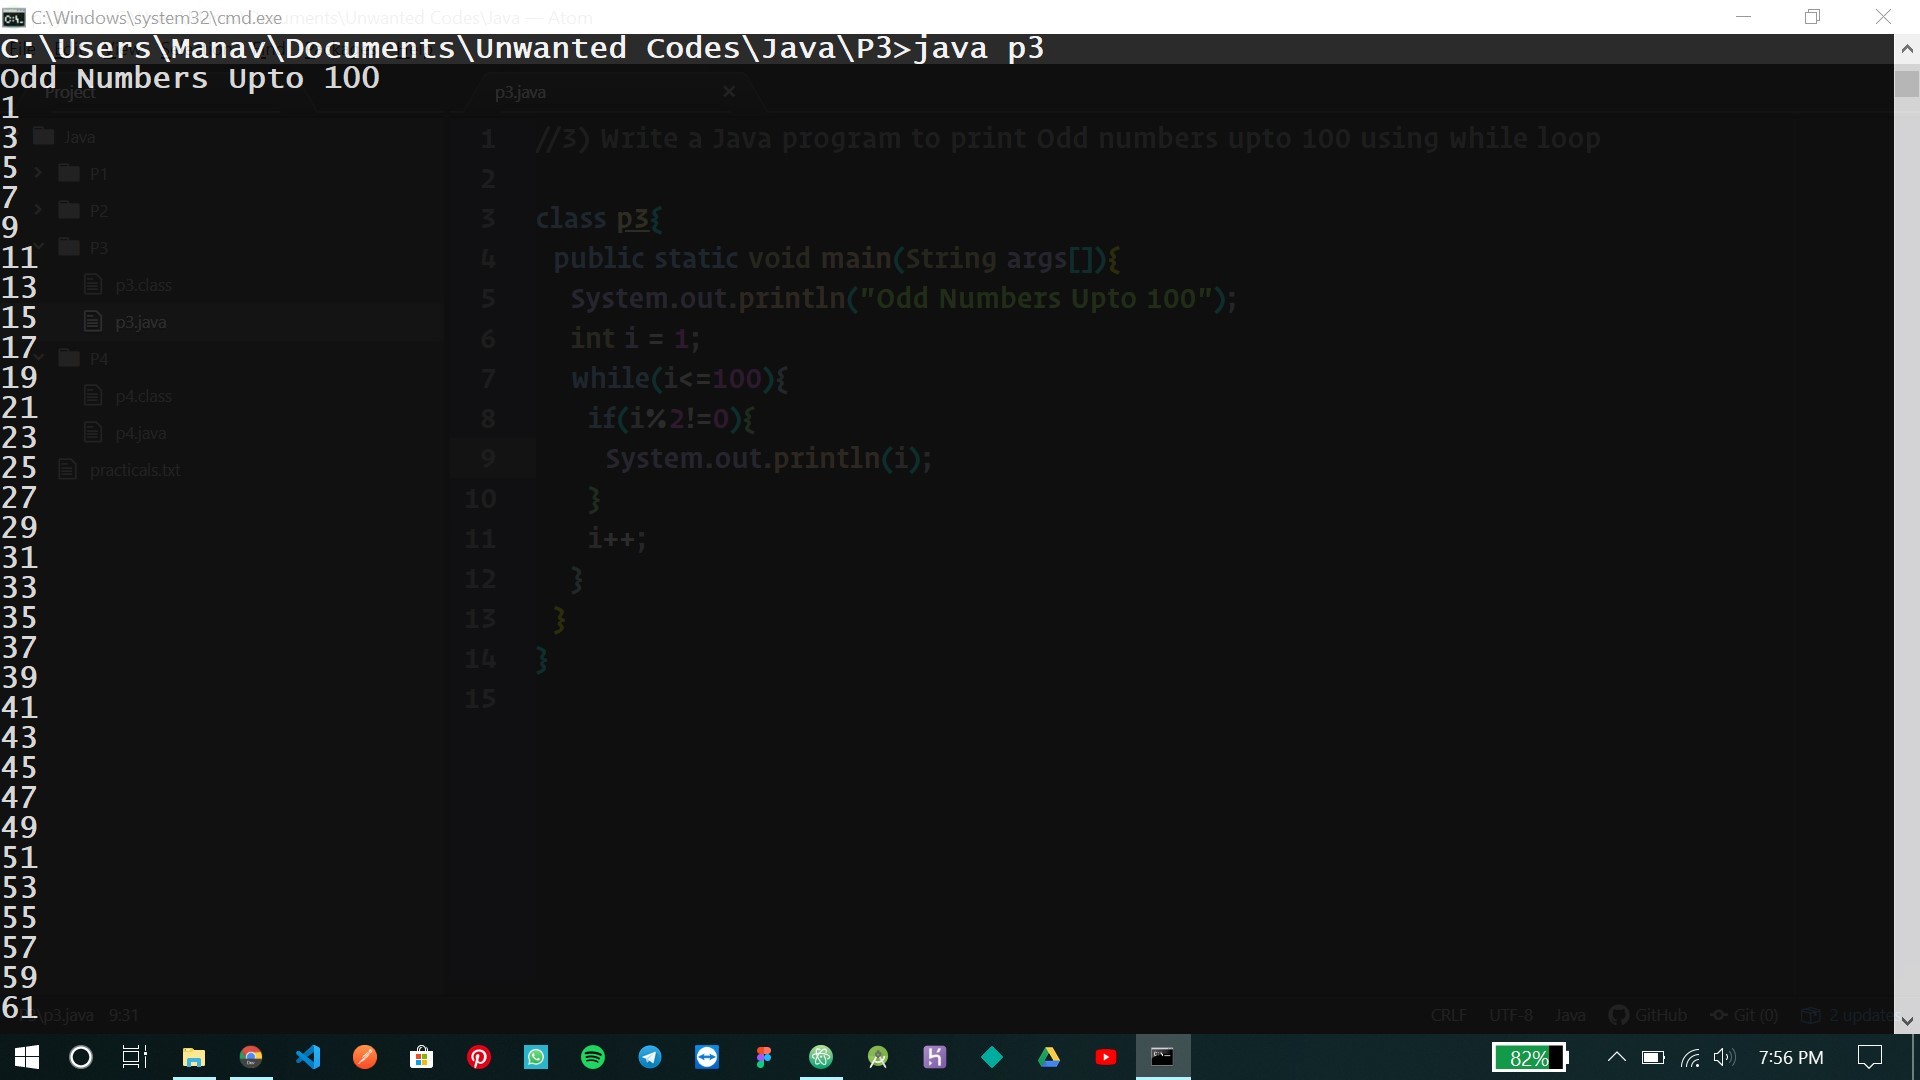 C:\Windows\system32\cmd.exe
cuments\Unwanted Codes\Java — Atom
C:\Users\Manav\Documents\Unwanted Codes\Java\P3>java p3
Odd Numbers Upto 100
1
3
5
7
9
11
13
15
17
19
21
23
25
27
29
31
33
35
37
39
41
43
45
47
49
51
53
55
57
59
61
Project
Java
P1
P2
P3
p3.class
p3.java
P4
p4.class
p4.java
practicals.txt
p3.java
1 //3) Write a Java program to print Odd numbers upto 100 using while loop
2
3 class p3{
4 public static void main(String args[]){
5 System.out.println("Odd Numbers Upto 100");
6 int i = 1;
7 while(i<=100){
8 if(i%2!=0){
9 System.out.println(i);
10 }
11 i++;
12 }
13 }
14 }
15
\p3.java 9:31
CRLF UTF-8 Java GitHub Git (0) 2 update
82% 7:56 PM